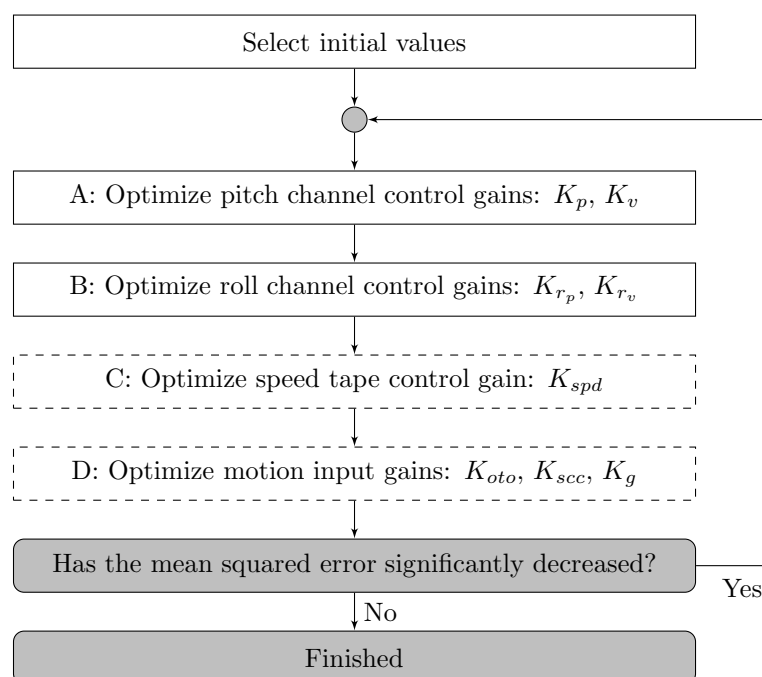 Select initial values
A: Optimize pitch channel control gains: $K_p$, $K_v$
B: Optimize roll channel control gains: $K_{r_p}$, $K_{r_v}$
C: Optimize speed tape control gain: $K_{spd}$
D: Optimize motion input gains: $K_{oto}$, $K_{scc}$, $K_g$
Has the mean squared error significantly decreased?
Yes
No
Finished